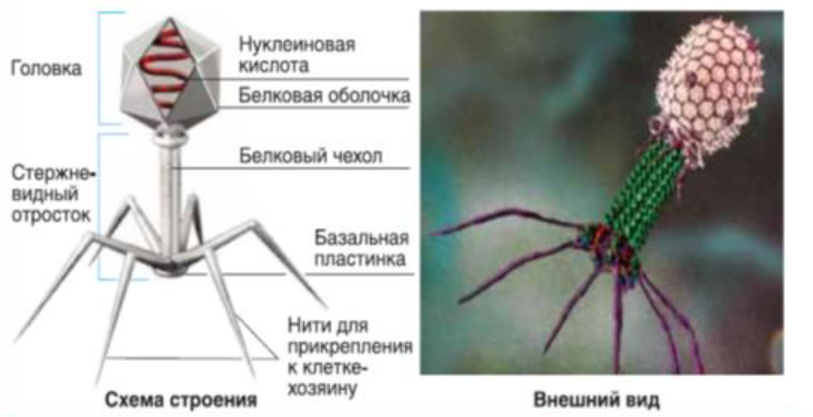 Головка
Нуклеиновая
кислота
Белковая оболочка
Белковый чехол
Стержне-
видный
отросток
Базальная
пластинка
Нити для
прикрепления
к клетке-
хозяину
Схема строения
Внешний вид